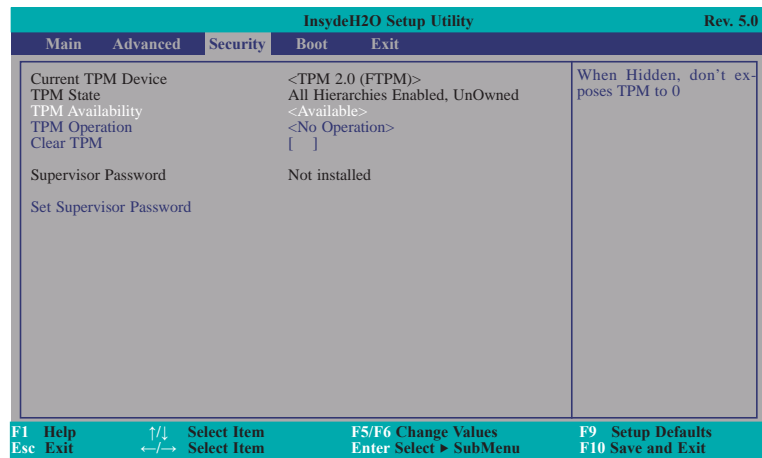 InsydeH2O Setup Utility Rev. 5.0
Main Advanced Security Boot Exit
Current TPM Device <TPM 2.0 (FTPM)>
TPM State All Hierarchies Enabled, UnOwned
TPM Availability <Available>
TPM Operation <No Operation>
Clear TPM [ ]
Supervisor Password Not installed
Set Supervisor Password
When Hidden, don't ex-
poses TPM to 0
F1 Help ↑/↓ Select Item F5/F6 Change Values F9 Setup Defaults
Esc Exit ←/→ Select Item Enter Select ▶ SubMenu F10 Save and Exit